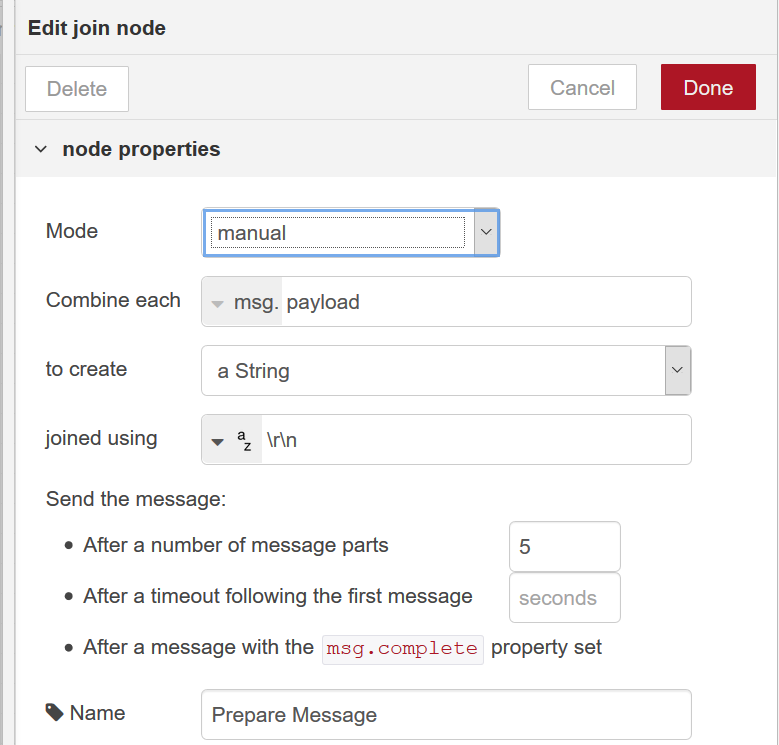 Edit join node
Delete Cancel Done
node properties
Mode manual
Combine each msg. payload
to create a String
joined using az \r\n
Send the message:
• After a number of message parts 5
• After a timeout following the first message seconds
• After a message with the msg.complete property set
Name Prepare Message